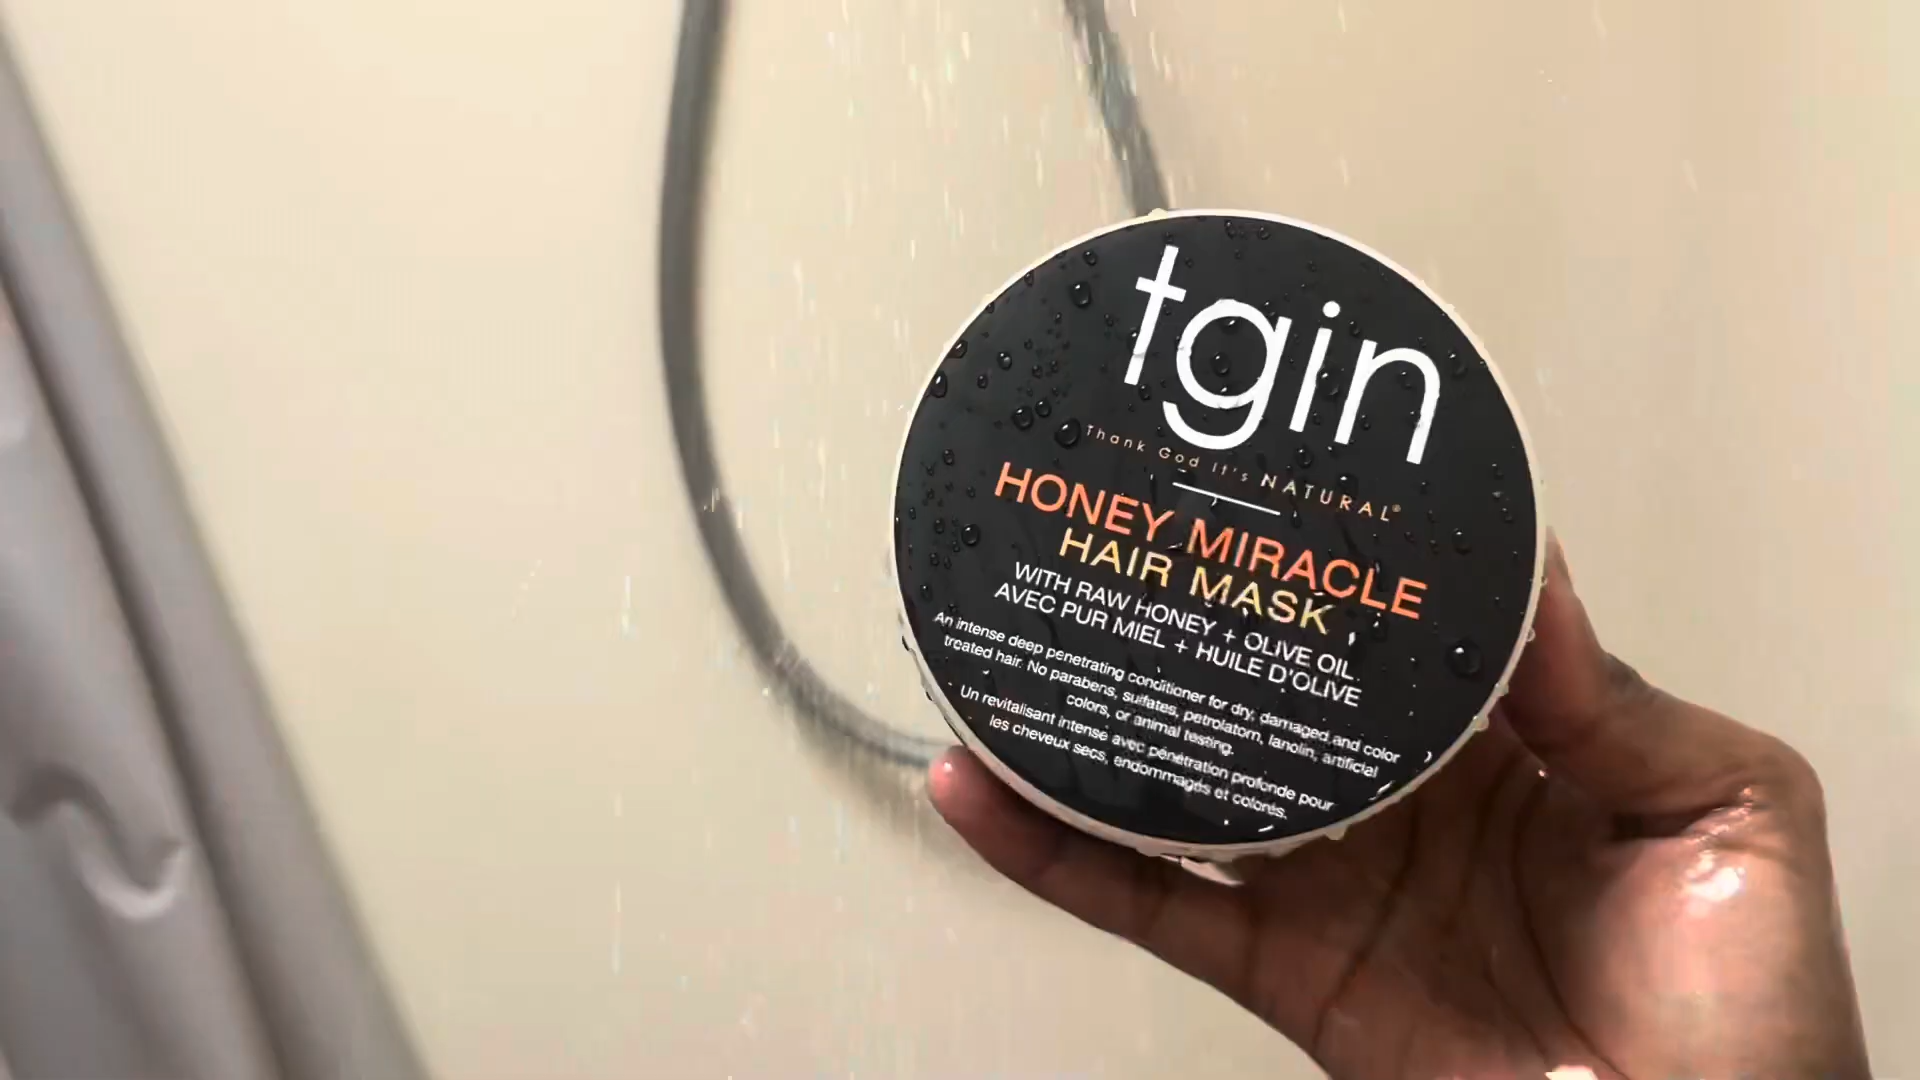 tgin
Thank God It's NATURAL®
HONEY MIRACLE
HAIR MASK
WITH RAW HONEY + OLIVE OIL
AVEC PUR MIEL + HUILE D'OLIVE
An intense deep penetrating conditioner for dry, damaged and color
treated hair. No parabens, sulfates, petrolatom, lanolin, artificial
colors, or animal testing.
Un revitalisant intense avec pénétration profonde pour
les cheveux secs, endommagés et colorés.